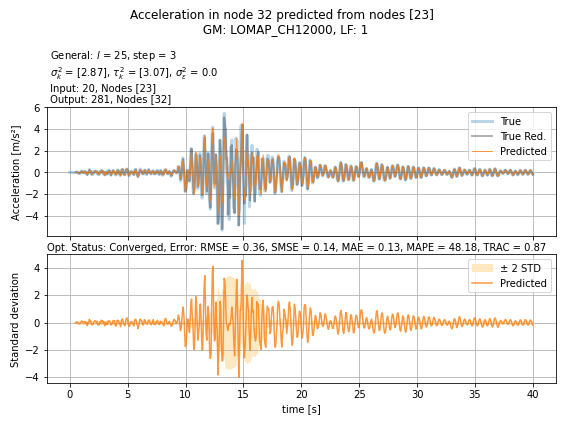 Acceleration in node 32 predicted from nodes [23]
GM: LOMAP_CH12000, LF: 1
General: l = 25, step = 3
σ²ₖ = [2.87], τ²ₖ = [3.07], σ²_ε = 0.0
Input: 20, Nodes [23]
Output: 281, Nodes [32]
6
4
2
0
−2
−4
Acceleration [m/s²]
True
True Red.
Predicted
Opt. Status: Converged, Error: RMSE = 0.36, SMSE = 0.14, MAE = 0.13, MAPE = 48.18, TRAC = 0.87
4
2
0
−2
−4
Standard deviation
± 2 STD
Predicted
0 5 10 15 20 25 30 35 40
time [s]